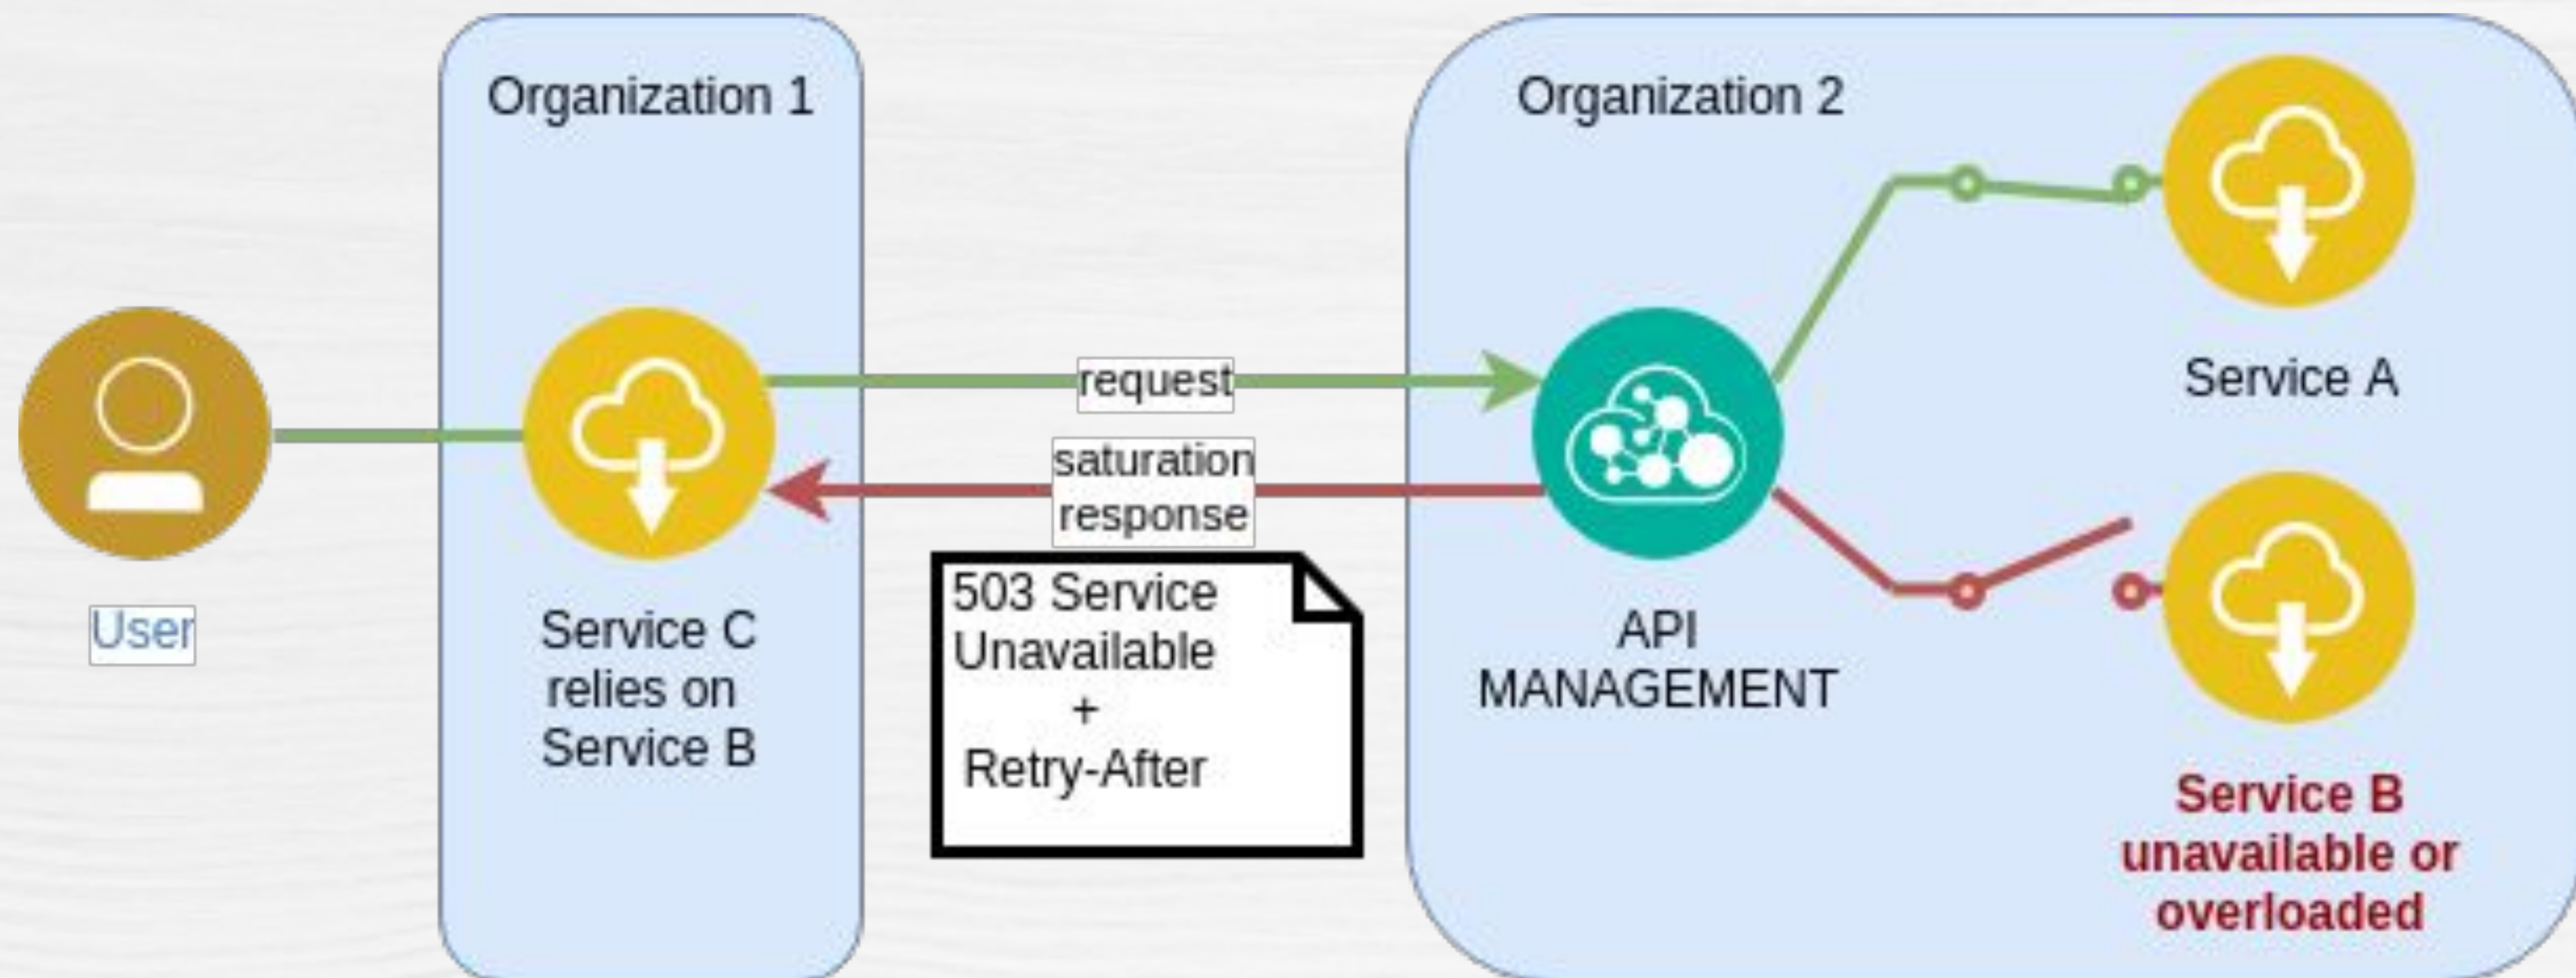 Organization 1
Organization 2
request
saturation
response
503 Service
Unavailable
+
Retry-After
User
Service C
relies on
Service B
API
MANAGEMENT
Service A
Service B
unavailable or
overloaded